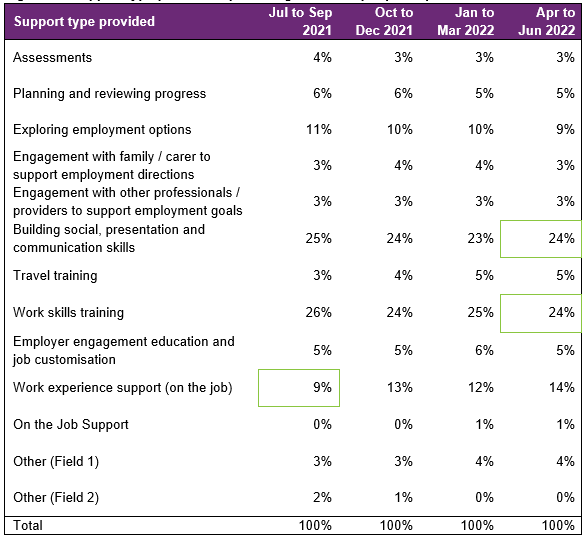 Support type provided Jul to Sep 2021 Oct to Dec 2021 Jan to Mar 2022 Apr to Jun 2022
Assessments 4% 3% 3% 3%
Planning and reviewing progress 6% 6% 5% 5%
Exploring employment options 11% 10% 10% 9%
Engagement with family / carer to
support employment directions 3% 4% 4% 3%
Engagement with other professionals /
providers to support employment goals 3% 3% 3% 3%
Building social, presentation and
communication skills 25% 24% 23% 24%
Travel training 3% 4% 5% 5%
Work skills training 26% 24% 25% 24%
Employer engagement education and
job customisation 5% 5% 6% 5%
Work experience support (on the job) 9% 13% 12% 14%
On the Job Support 0% 0% 1% 1%
Other (Field 1) 3% 3% 4% 4%
Other (Field 2) 2% 1% 0% 0%
Total 100% 100% 100% 100%